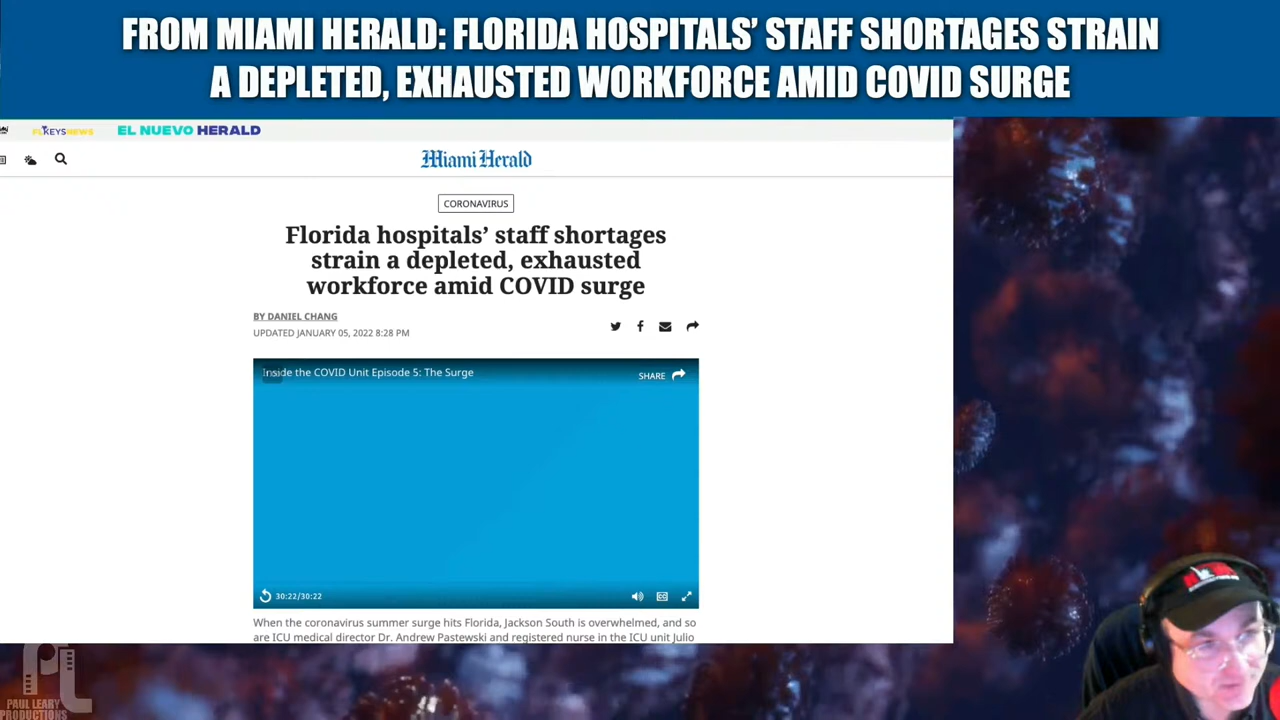 FROM MIAMI HERALD: FLORIDA HOSPITALS’ STAFF SHORTAGES STRAIN
A DEPLETED, EXHAUSTED WORKFORCE AMID COVID SURGE
FLKEYSNEWS
EL NUEVO HERALD
Miami Herald
CORONAVIRUS
Florida hospitals’ staff shortages
strain a depleted, exhausted
workforce amid COVID surge
BY DANIEL CHANG
UPDATED JANUARY 05, 2022 8:28 PM
Inside the COVID Unit Episode 5: The Surge
SHARE
30:22/30:22
CC
When the coronavirus summer surge hits Florida, Jackson South is overwhelmed, and so
are ICU medical director Dr. Andrew Pastewski and registered nurse in the ICU unit Julio
PL
PAUL LEARY
PRODUCTIONS